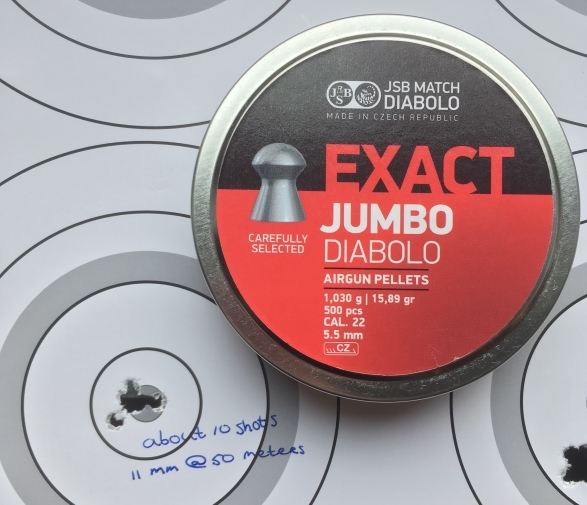 JSB
JSB MATCH
DIABOLO
MADE IN CZECH REPUBLIC
EXACT
JUMBO
DIABOLO
CAREFULLY
SELECTED
AIRGUN PELLETS
1,030 g | 15,89 gr
500 pcs
CAL. 22
5.5 mm
CZ
about 10 shots
11 mm @ 50 meters